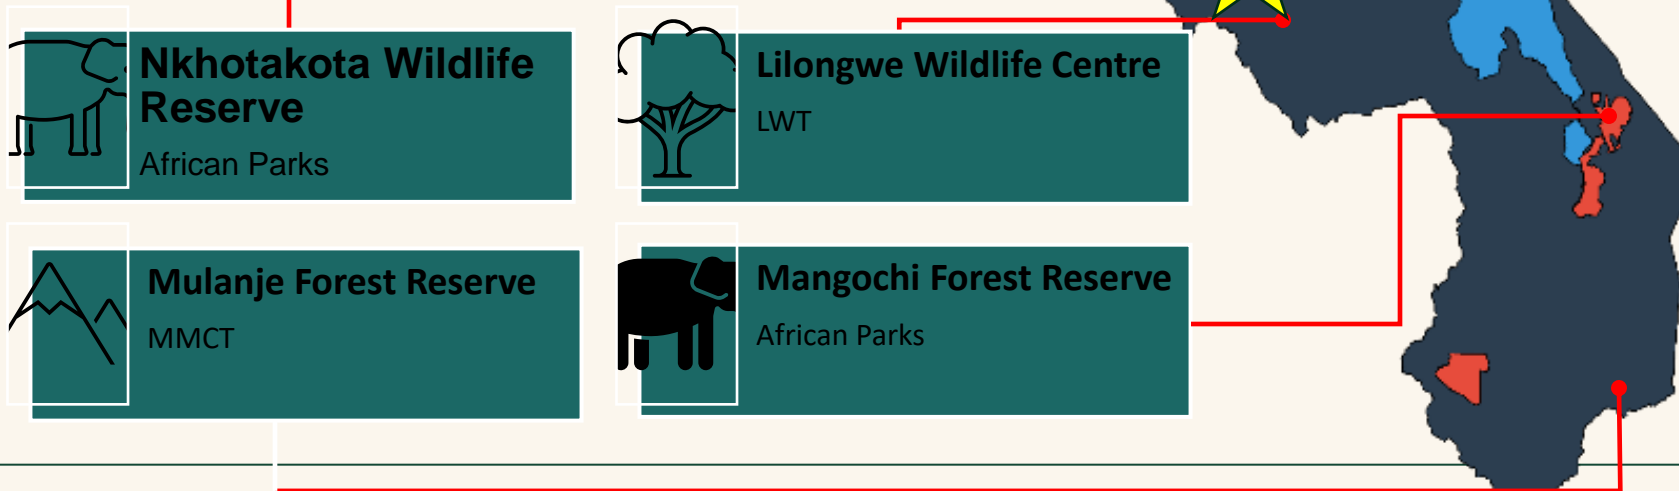 Nkhotakota Wildlife
Reserve
African Parks
Lilongwe Wildlife Centre
LWT
Mulanje Forest Reserve
MMCT
Mangochi Forest Reserve
African Parks